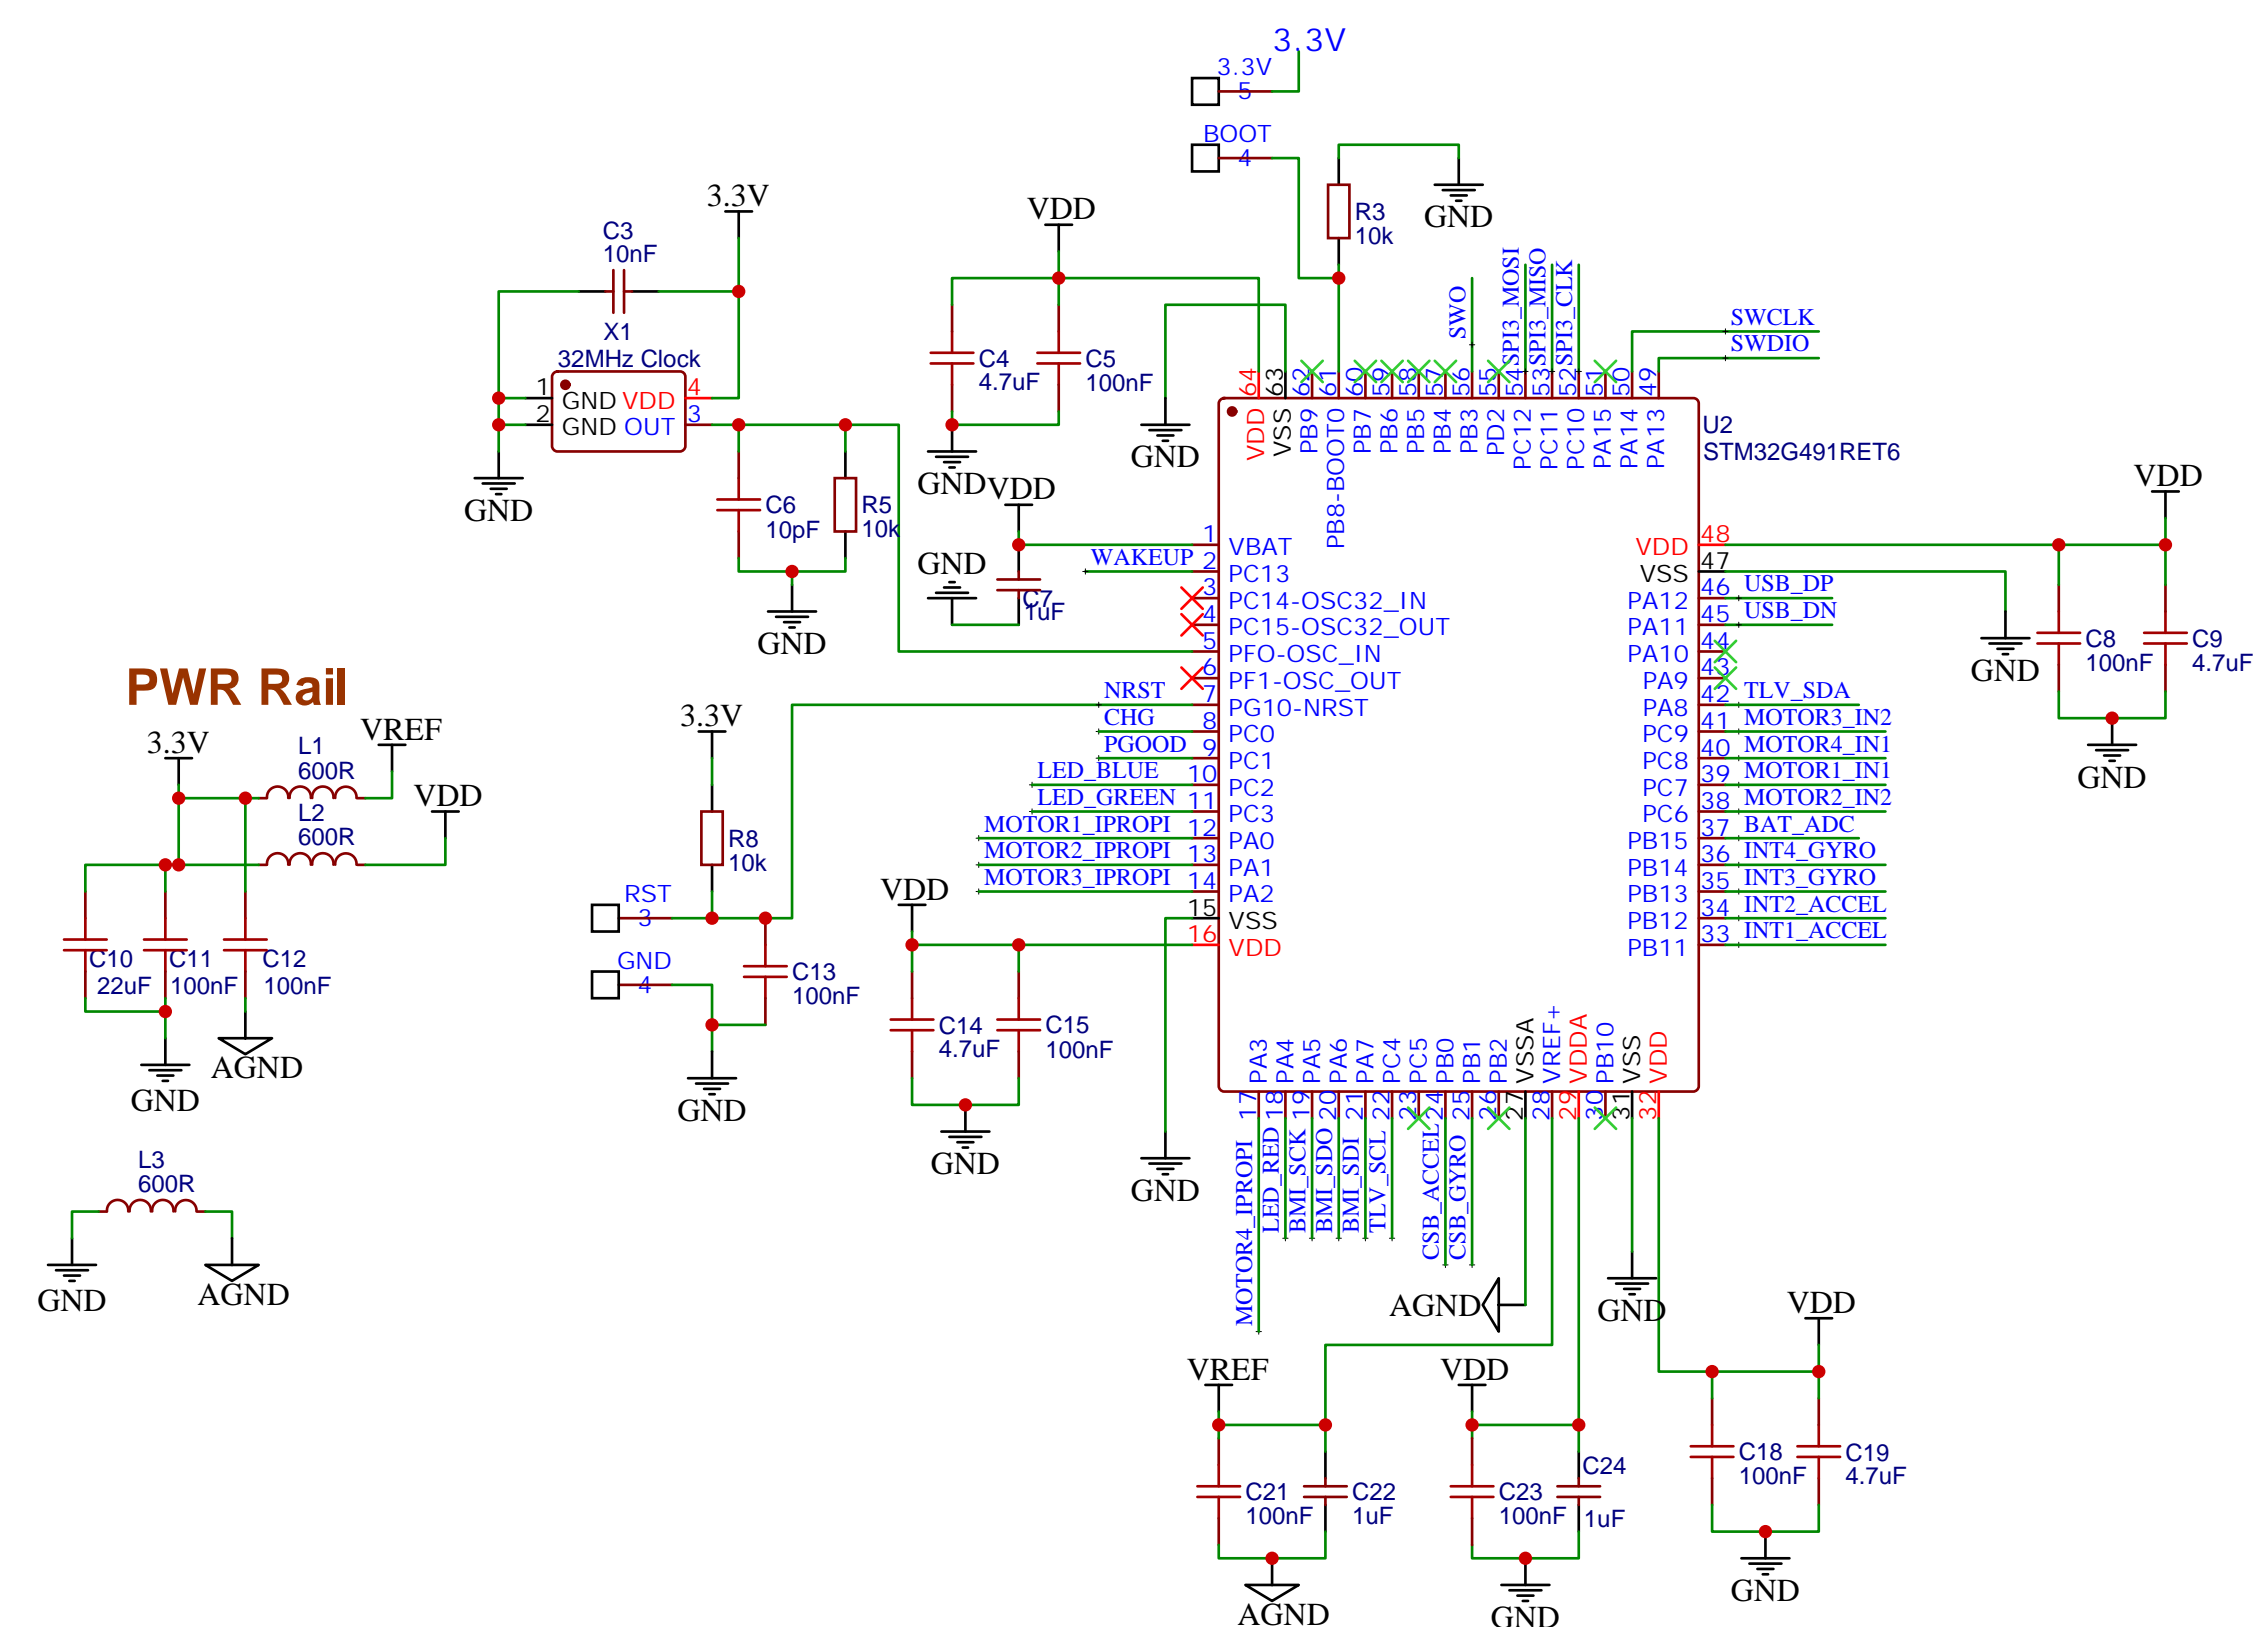 3.3V
3.3V
5
BOOT
4
R3
10k
GND
3.3V
C3
10nF
X1
32MHz Clock
1
GND
VDD
4
2
GND
OUT
3
GND
C6
10pF
R5
10k
GND
VDD
C4
4.7uF
C5
100nF
GND
GND
VDD
GND
C7
1uF
SWO
SPI3_MOSI
SPI3_MISO
SPI3_CLK
SWCLK
SWDIO
U2
STM32G491RET6
64
63
62
61
60
59
58
57
56
55
54
53
52
51
50
49
VDD
VSS
PB9
PB8-BOOT0
PB7
PB6
PB5
PB4
PB3
PD2
PC12
PC11
PC10
PA15
PA14
PA13
1
VBAT
WAKEUP
2
PC13
3
PC14-OSC32_IN
4
PC15-OSC32_OUT
5
PF0-OSC_IN
6
PF1-OSC_OUT
NRST
7
PG10-NRST
CHG
8
PC0
PGOOD
9
PC1
LED_BLUE
10
PC2
LED_GREEN
11
PC3
MOTOR1_IPROPI
12
PA0
MOTOR2_IPROPI
13
PA1
MOTOR3_IPROPI
14
PA2
15
VSS
16
VDD
VDD
48
VSS
47
PA12
46
USB_DP
PA11
45
USB_DN
PA10
44
PA9
43
PA8
42
TLV_SDA
PC9
41
MOTOR3_IN2
PC8
40
MOTOR4_IN1
PC7
39
MOTOR1_IN1
PC6
38
MOTOR2_IN2
PB15
37
BAT_ADC
PB14
36
INT4_GYRO
PB13
35
INT3_GYRO
PB12
34
INT2_ACCEL
PB11
33
INT1_ACCEL
VDD
GND
C8
100nF
C9
4.7uF
GND
PWR Rail
3.3V
L1
600R
VREF
L2
600R
VDD
C10
22uF
C11
100nF
C12
100nF
GND
AGND
L3
600R
GND
AGND
3.3V
R8
10k
RST
3
GND
4
C13
100nF
GND
VDD
C14
4.7uF
C15
100nF
GND
GND
PA3
PA4
PA5
PA6
PA7
PC4
PC5
PB0
PB1
PB2
VSSA
VREF+
VDDA
PB10
VSS
VDD
17
18
19
20
21
22
23
24
25
26
27
28
29
30
31
32
MOTOR4_IPROPI
LED_RED
BMI_SCK
BMI_SDO
BMI_SDI
TLV_SCL
CSB_ACCEL
CSB_GYRO
AGND
GND
VREF
C21
100nF
C22
1uF
AGND
VDD
C23
100nF
C24
1uF
GND
VDD
C18
100nF
C19
4.7uF
GND